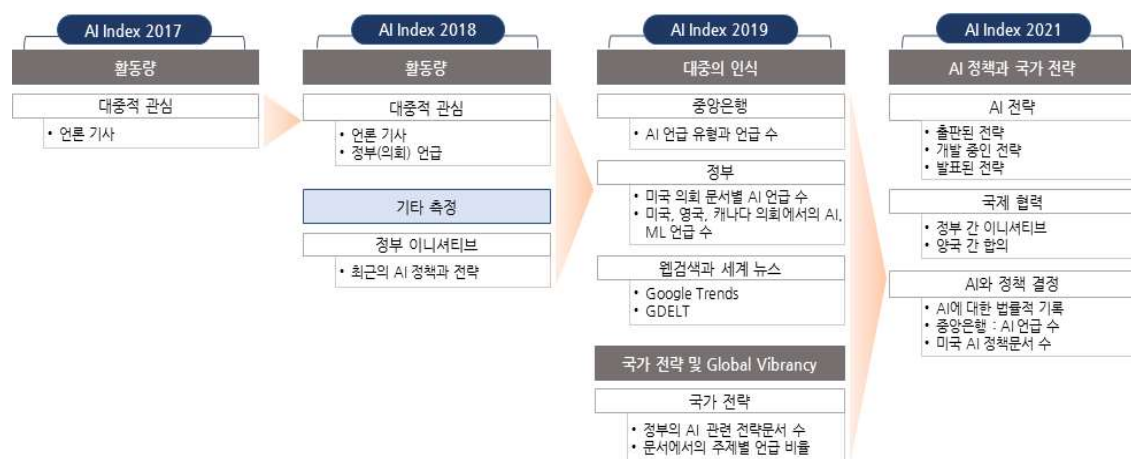 AI Index 2017
활동량
대중적 관심
• 언론 기사
AI Index 2018
활동량
대중적 관심
• 언론 기사
• 정부(의회) 언급
기타 측정
정부 이니셔티브
• 최근의 AI 정책과 전략
AI Index 2019
대중의 인식
중앙은행
• AI 언급 유형과 언급 수
정부
• 미국 의회 문서별 AI 언급 수
• 미국, 영국, 캐나다 의회에서의 AI,
ML 언급 수
웹검색과 세계 뉴스
• Google Trends
• GDELT
국가 전략 및 Global Vibrancy
국가 전략
• 정부의 AI 관련 전략문서 수
• 문서에서의 주제별 언급 비율
AI Index 2021
AI 정책과 국가 전략
AI 전략
• 출판된 전략
• 개발 중인 전략
• 발표된 전략
국제 협력
• 정부 간 이니셔티브
• 양국 간 합의
AI와 정책 결정
• AI에 대한 법률적 기록
• 중앙은행 : AI 언급 수
• 미국 AI 정책문서 수